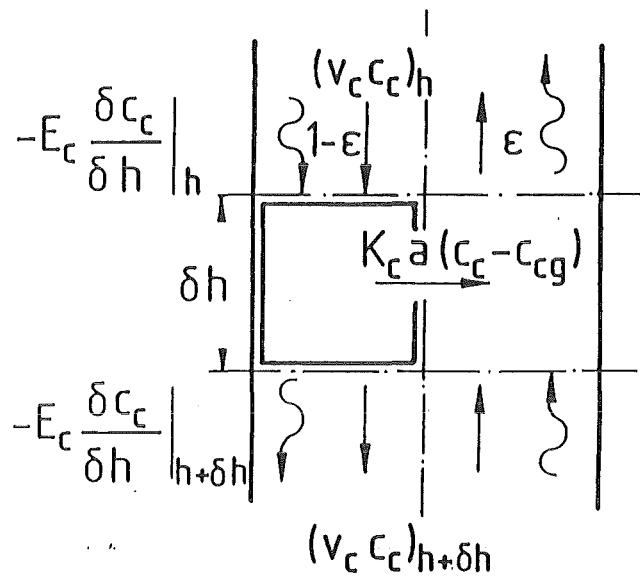 (v_c c_c)_h
-E_c δc_c/δh |_h
1-ε
ε
K_c a (c_c-c_cg)
δh
-E_c δc_c/δh |_h+δh
(v_c c_c)_h+δh